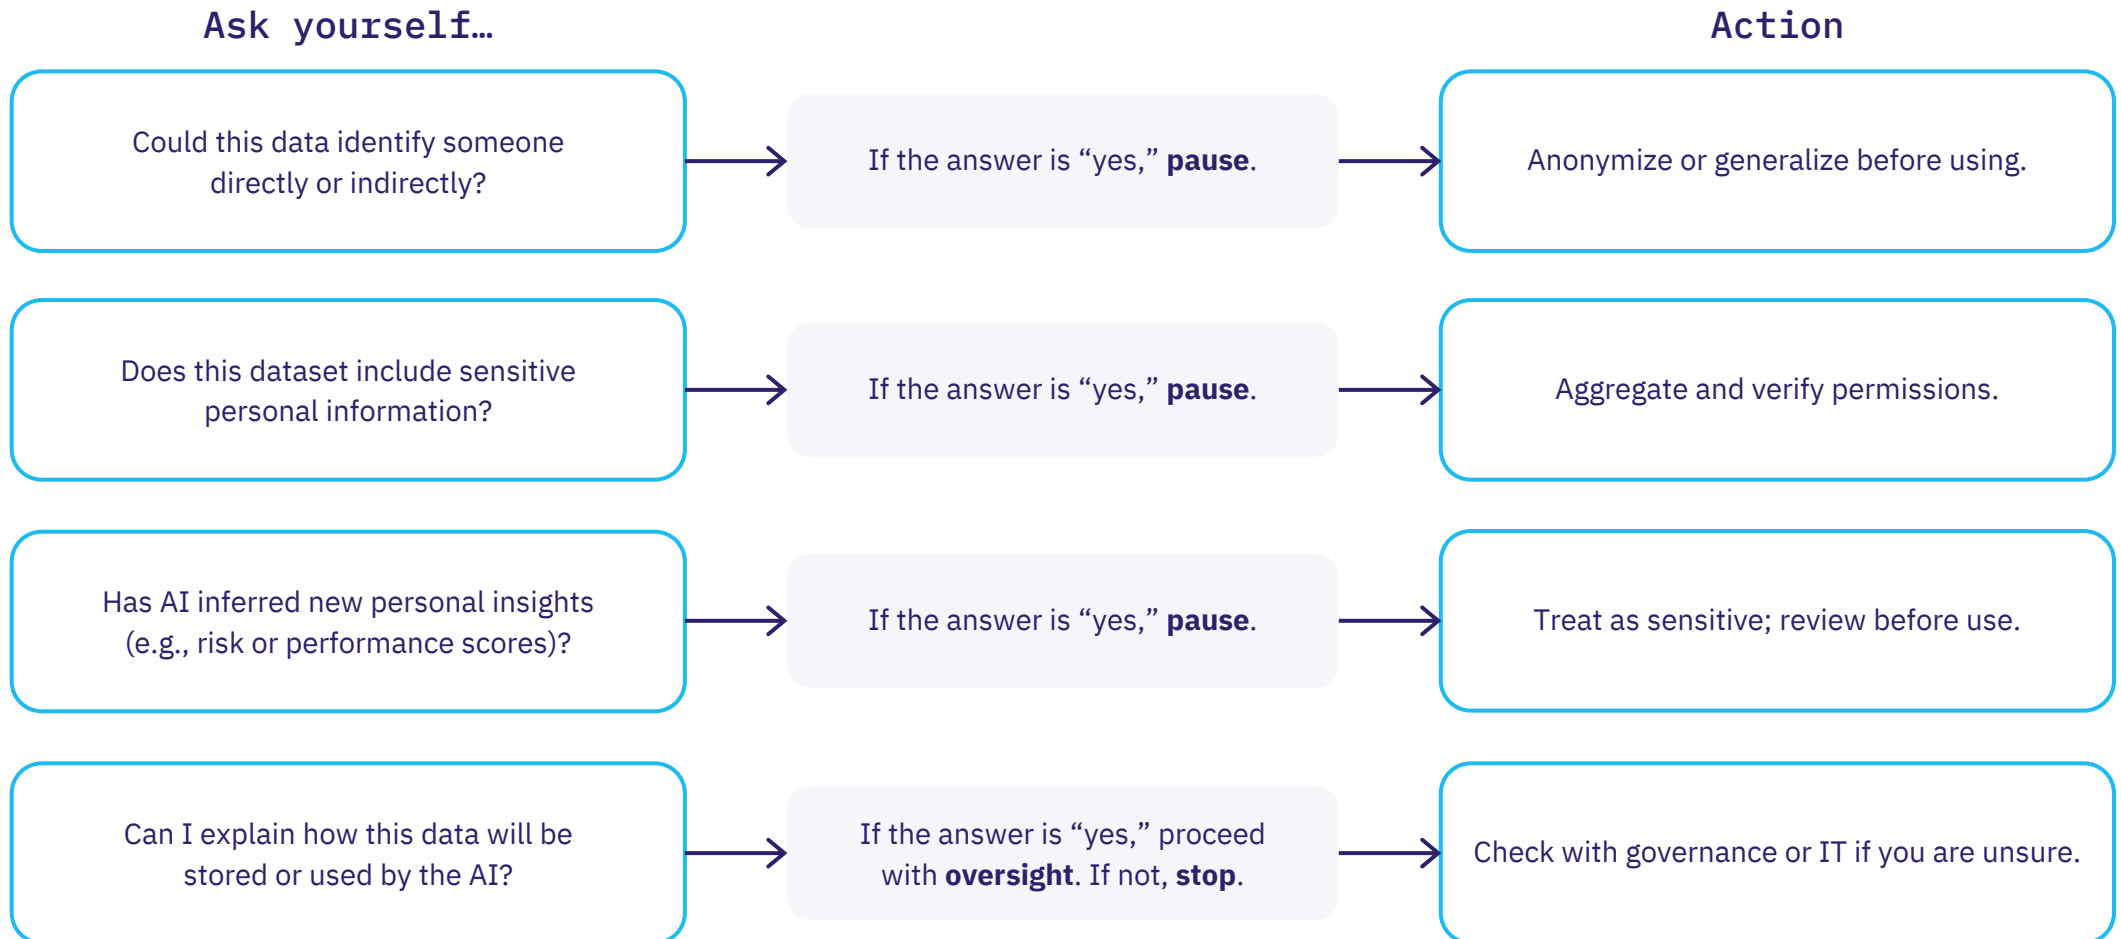 Ask yourself…
Action
Could this data identify someone
directly or indirectly?
If the answer is “yes,” pause.
Anonymize or generalize before using.
Does this dataset include sensitive
personal information?
If the answer is “yes,” pause.
Aggregate and verify permissions.
Has AI inferred new personal insights
(e.g., risk or performance scores)?
If the answer is “yes,” pause.
Treat as sensitive; review before use.
Can I explain how this data will be
stored or used by the AI?
If the answer is “yes,” proceed
with oversight. If not, stop.
Check with governance or IT if you are unsure.